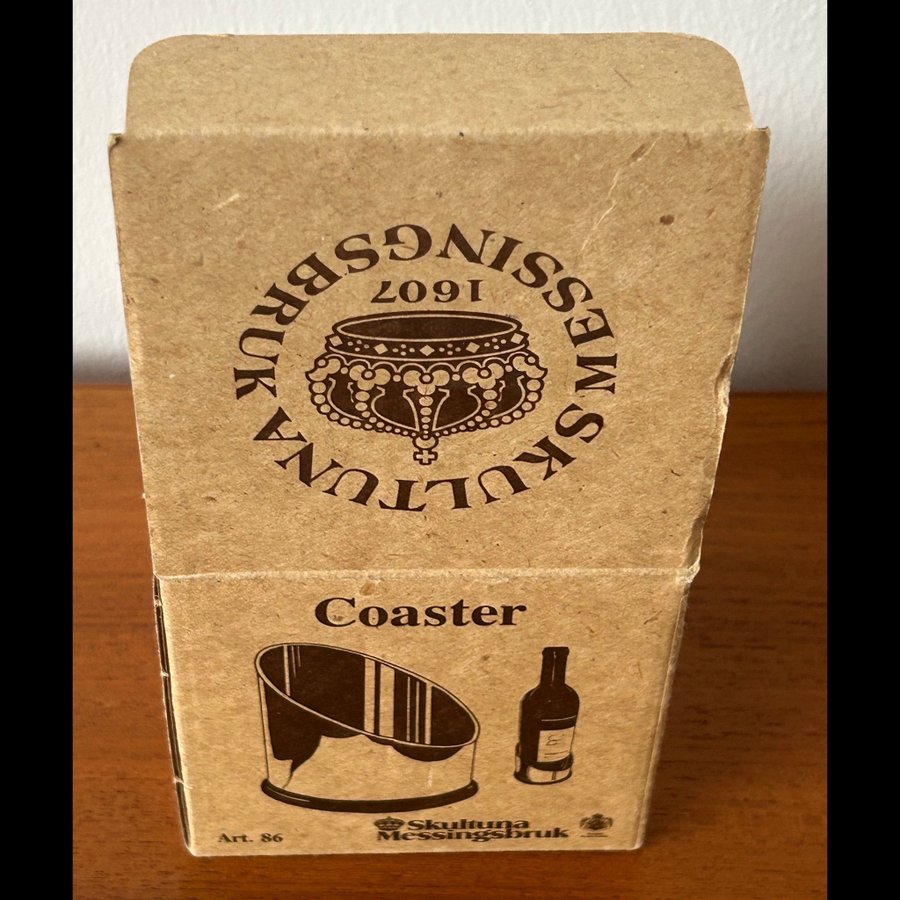 SKULTUNA MESSINGSBRUK
1607
Coaster
Art. 86
Skultuna
Messingsbruk